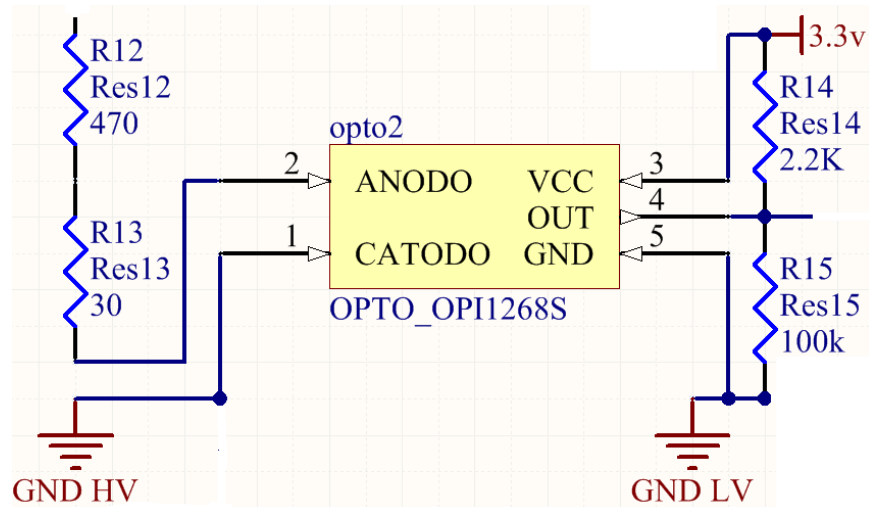 R12
Res12
470
R13
Res13
30
opto2
2
ANODO
1
CATODO
VCC
3
OUT
4
GND
5
OPTO_OPI1268S
3.3v
R14
Res14
2.2K
R15
Res15
100k
GND HV
GND LV